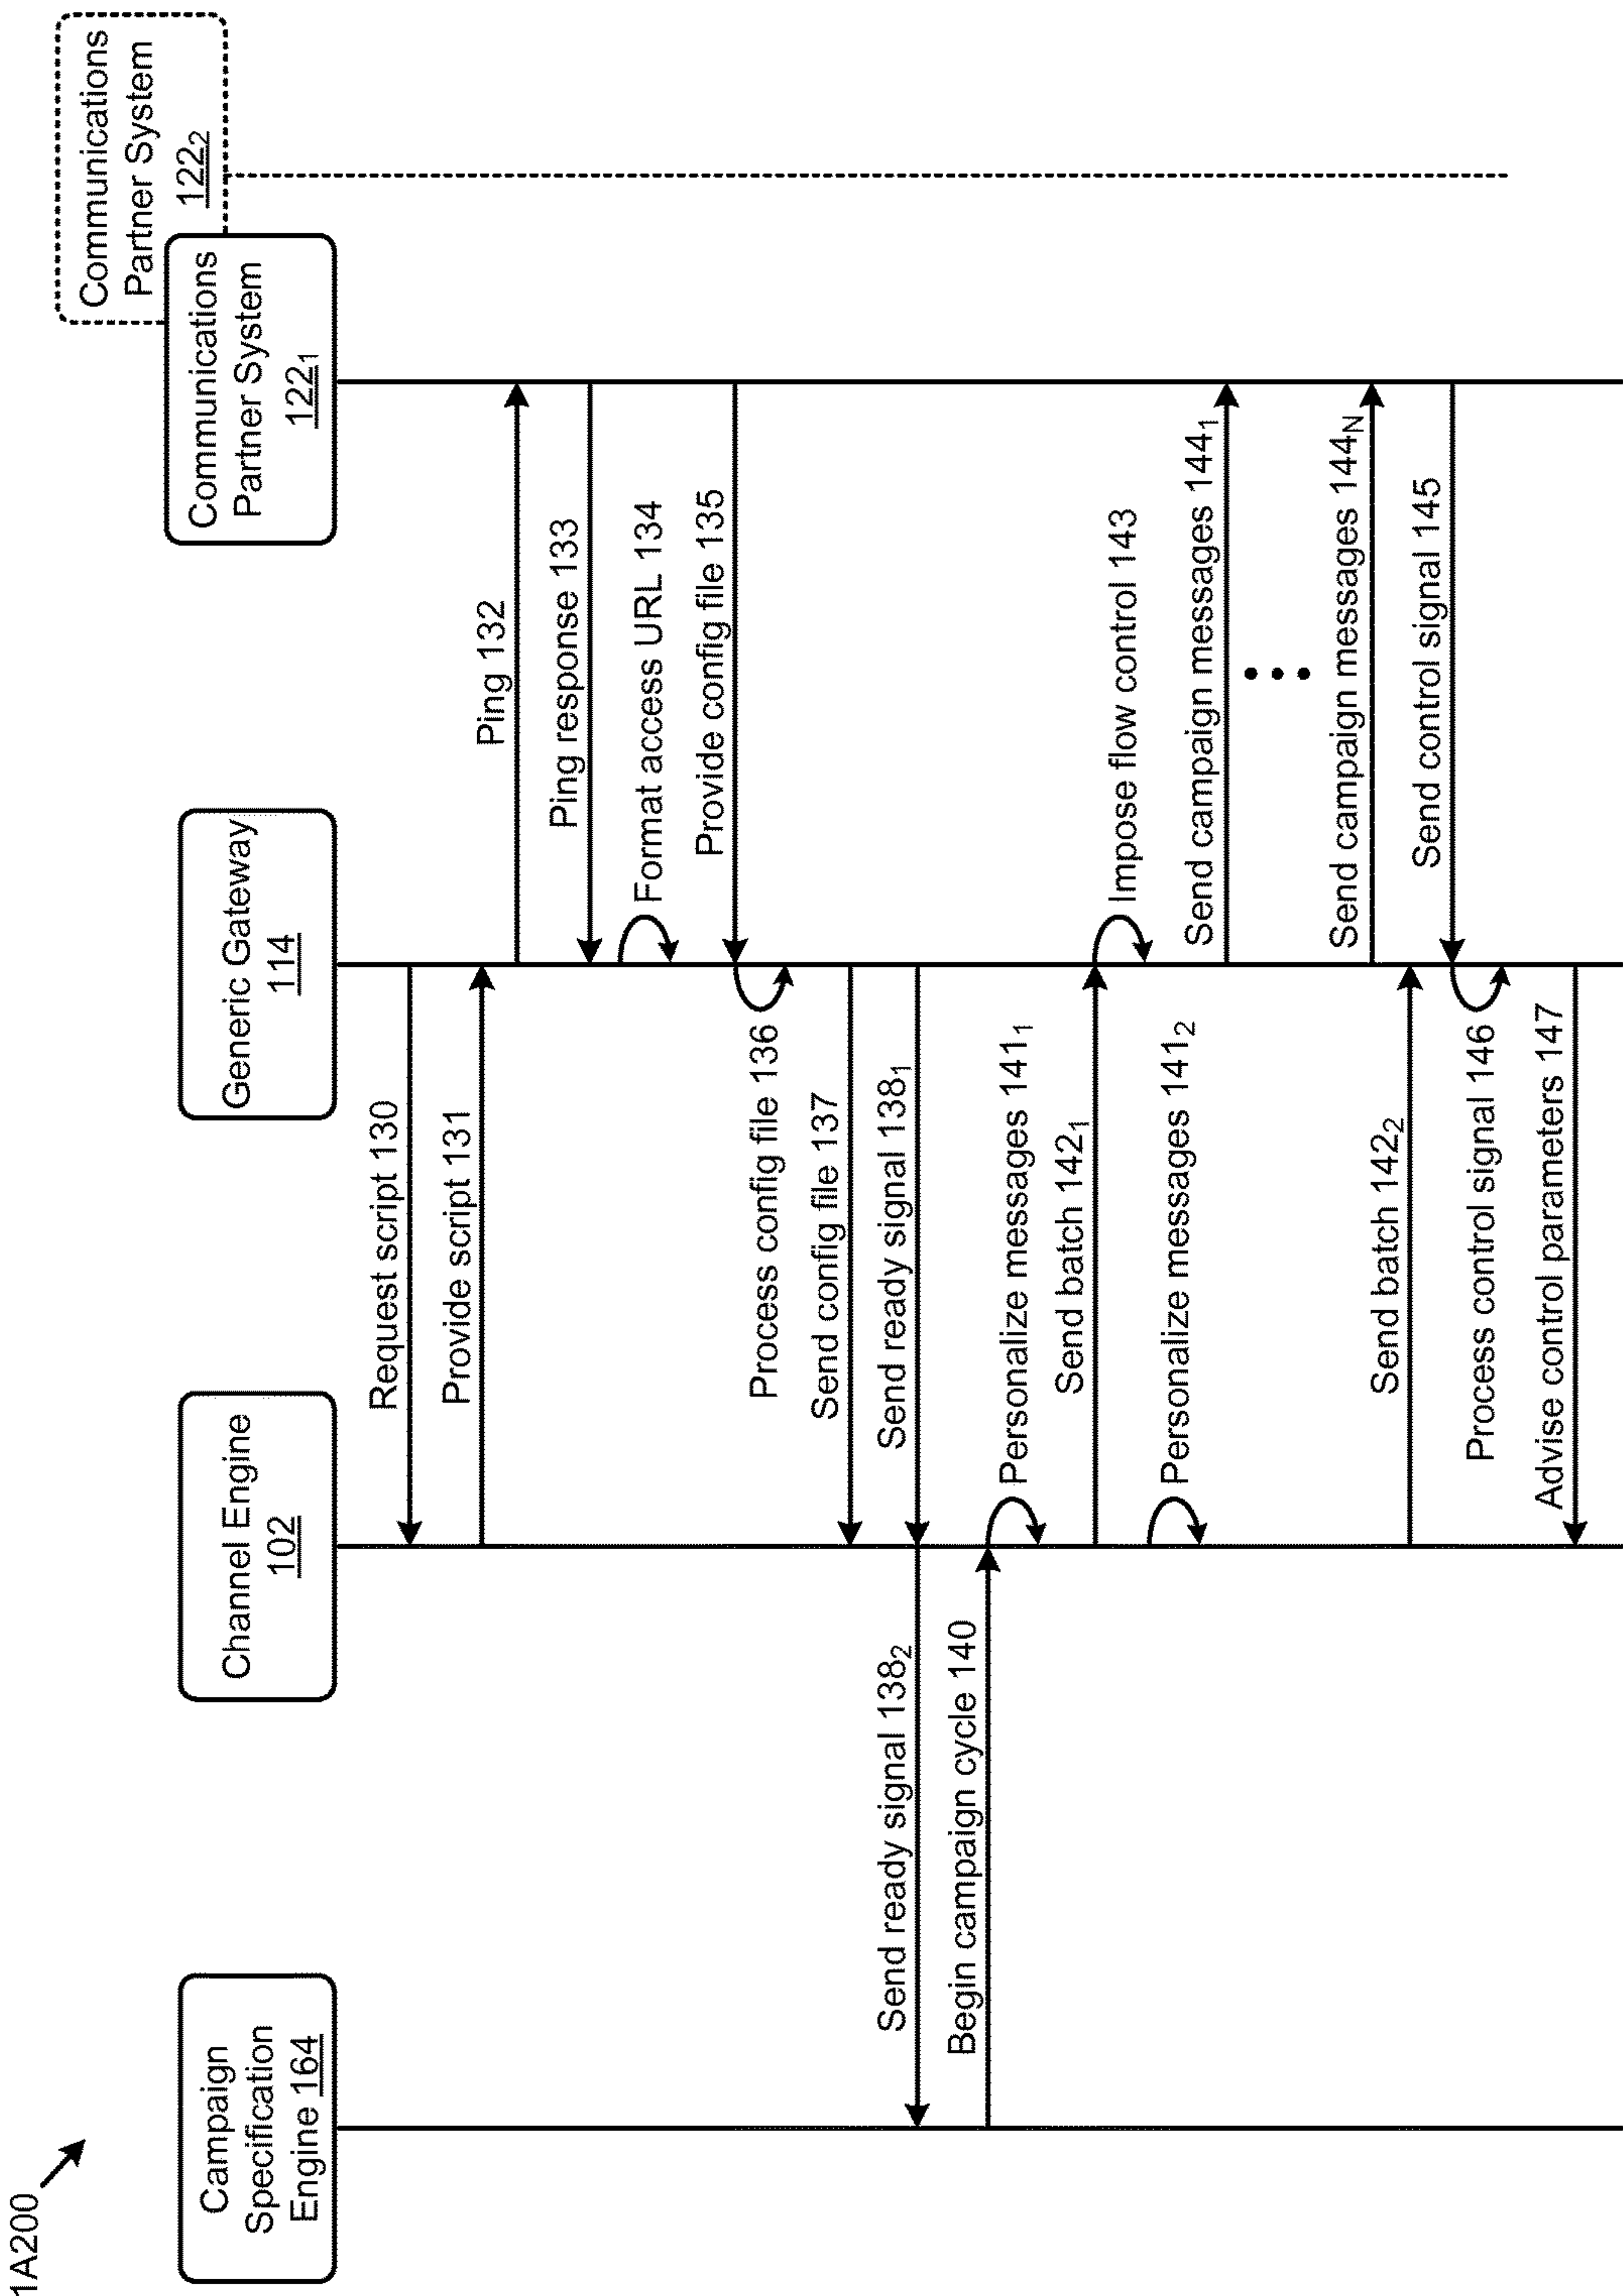 1A200
Campaign
Specification
Engine 164
Channel Engine
102
Generic Gateway
114
Communications
Partner System
122₁
Communications
Partner System
122₂
Request script 130
Provide script 131
Ping 132
Ping response 133
Format access URL 134
Provide config file 135
Process config file 136
Send config file 137
Send ready signal 138₁
Send ready signal 138₂
Begin campaign cycle 140
Personalize messages 141₁
Send batch 142₁
Impose flow control 143
Personalize messages 141₂
Send campaign messages 144₁
Send campaign messages 144N
Send batch 142₂
Send control signal 145
Process control signal 146
Advise control parameters 147